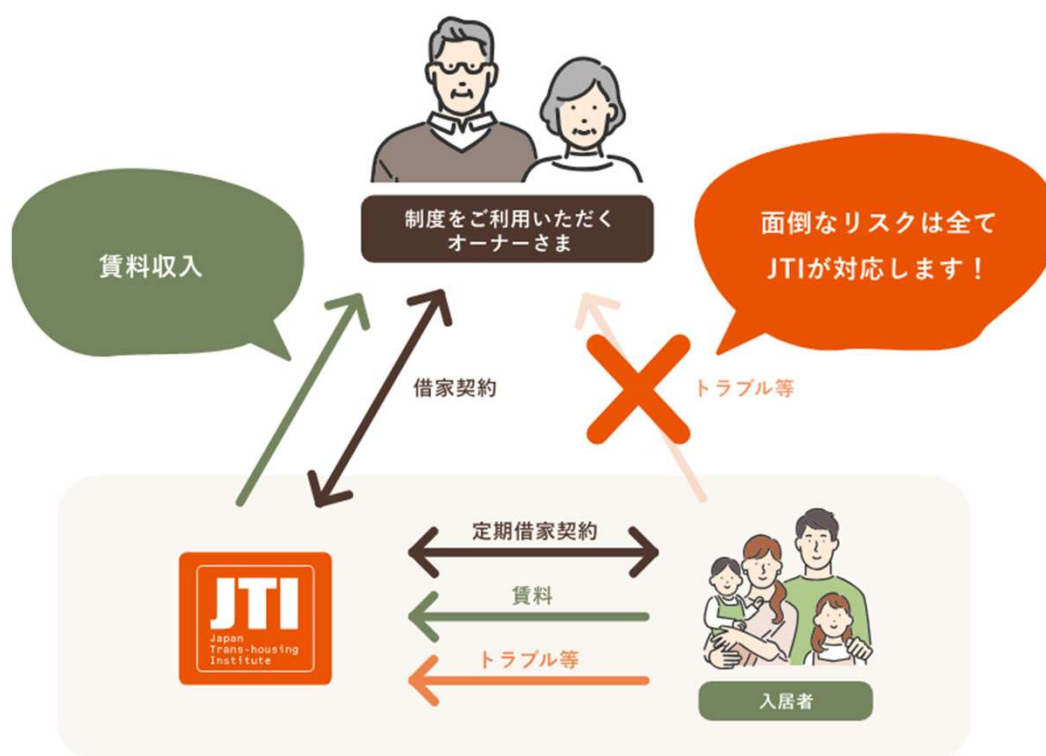 制度をご利用いただく
オーナーさま
賃料収入
面倒なリスクは全て
JTIが対応します！
借家契約
トラブル等
定期借家契約
賃料
トラブル等
JTI
Japan
Trans-housing
Institute
入居者